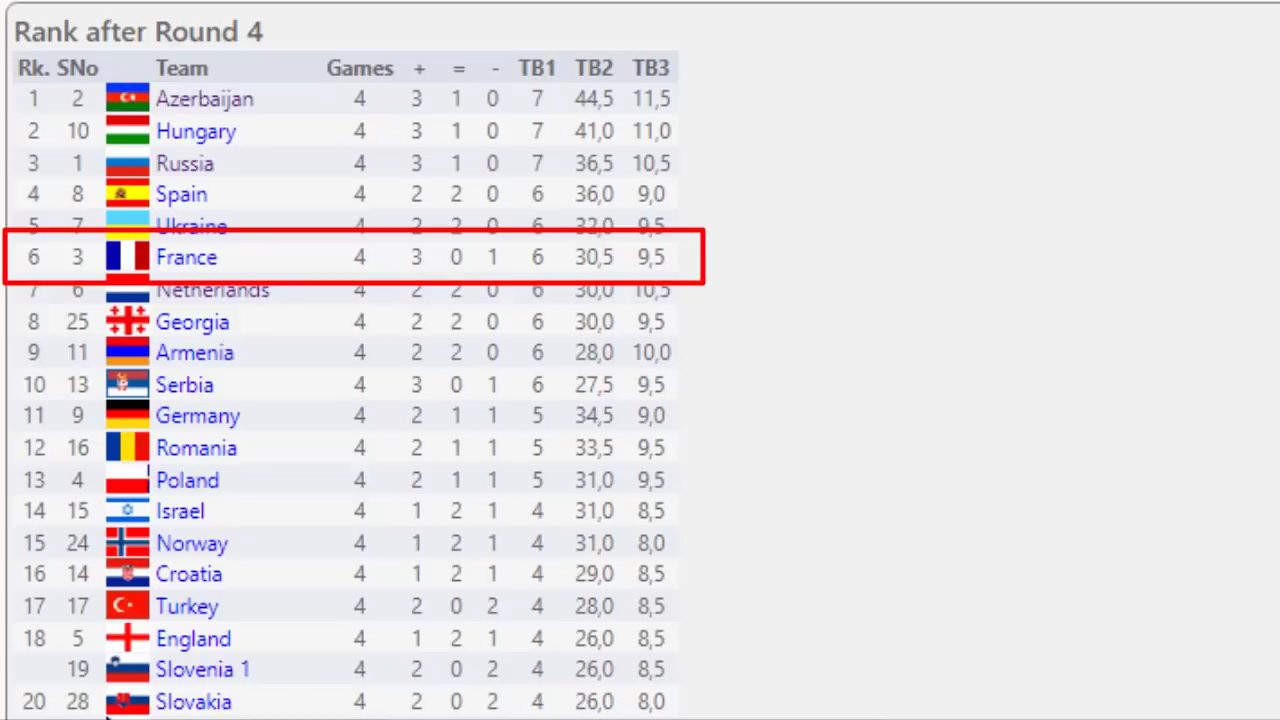 Rank after Round 4
Rk. SNo Team Games + = - TB1 TB2 TB3
1 2 Azerbaijan 4 3 1 0 7 44,5 11,5
2 10 Hungary 4 3 1 0 7 41,0 11,0
3 1 Russia 4 3 1 0 7 36,5 10,5
4 8 Spain 4 2 2 0 6 36,0 9,0
5 7 Ukraine 4 2 2 0 6 32,0 9,5
6 3 France 4 3 0 1 6 30,5 9,5
7 6 Netherlands 4 2 2 0 6 30,0 10,5
8 25 Georgia 4 2 2 0 6 30,0 9,5
9 11 Armenia 4 2 2 0 6 28,0 10,0
10 13 Serbia 4 3 0 1 6 27,5 9,5
11 9 Germany 4 2 1 1 5 34,5 9,0
12 16 Romania 4 2 1 1 5 33,5 9,5
13 4 Poland 4 2 1 1 5 31,0 9,5
14 15 Israel 4 1 2 1 4 31,0 8,5
15 24 Norway 4 1 2 1 4 31,0 8,0
16 14 Croatia 4 1 2 1 4 29,0 8,5
17 17 Turkey 4 2 0 2 4 28,0 8,5
18 5 England 4 1 2 1 4 26,0 8,5
19 Slovenia 1 4 2 0 2 4 26,0 8,5
20 28 Slovakia 4 2 0 2 4 26,0 8,0